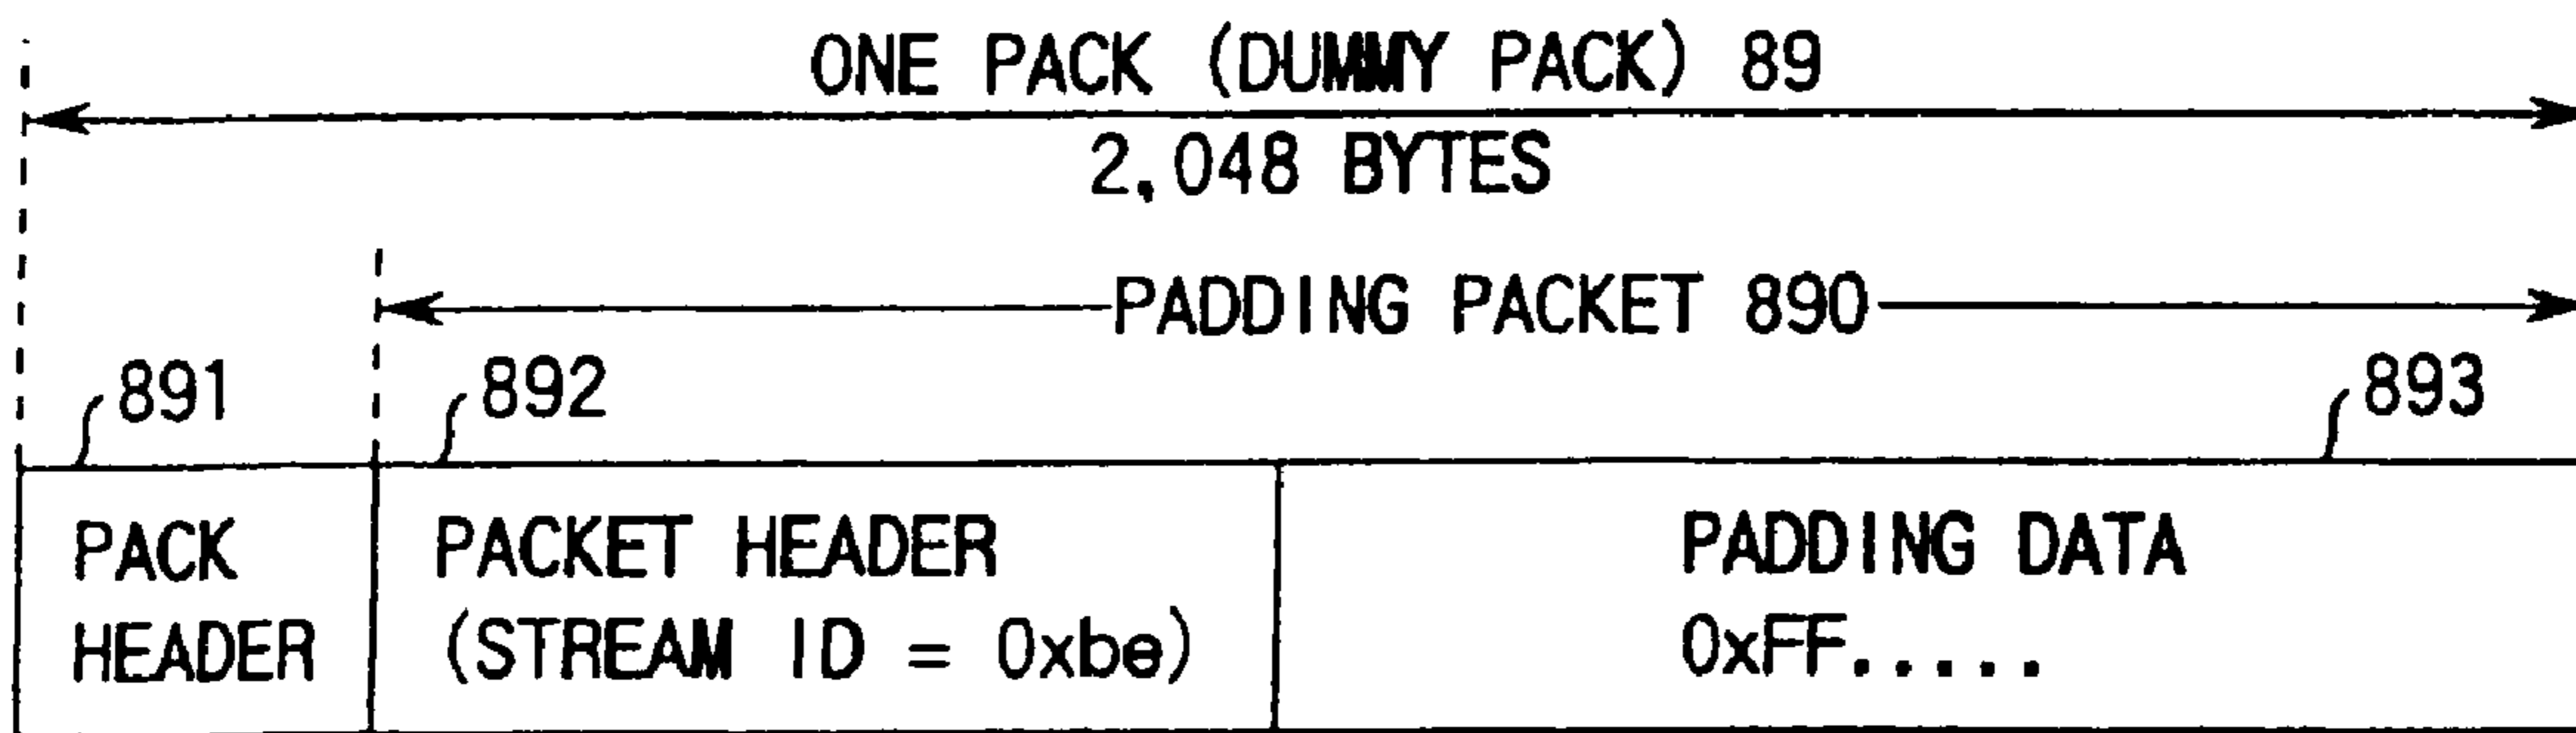 ONE PACK (DUMMY PACK) 89
2,048 BYTES
PADDING PACKET 890
891
892
893
PACK
HEADER
PACKET HEADER
(STREAM ID = 0xbe)
PADDING DATA
0xFF.....